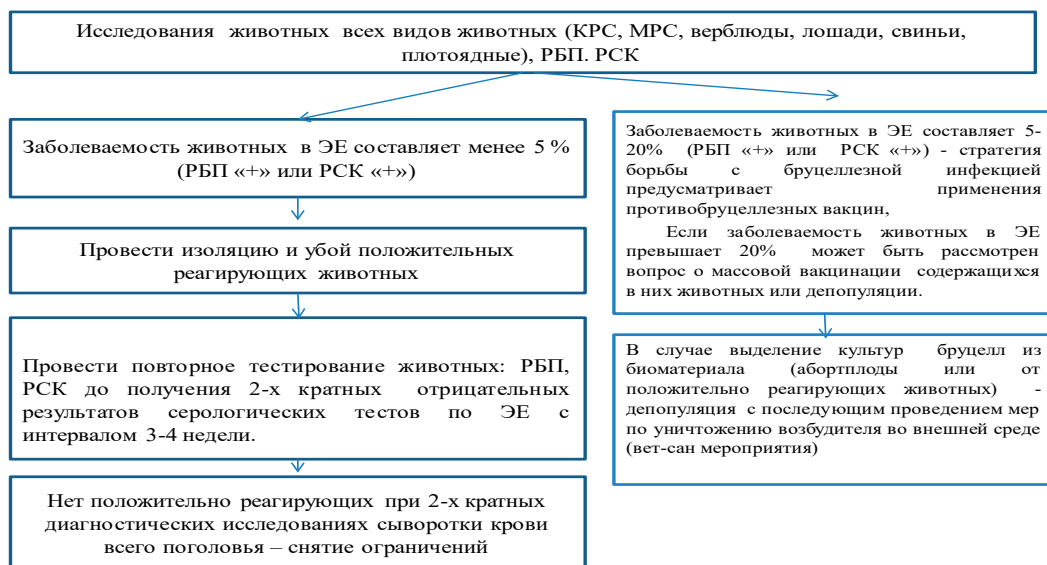 Исследования животных всех видов животных (КРС, МРС, верблюды, лошади, свиньи,
плотоядные), РБП. РСК
Заболеваемость животных в ЭЕ составляет менее 5 %
(РБП «+» или РСК «+»)
Провести изоляцию и убой положительных
реагирующих животных
Провести повторное тестирование животных: РБП,
РСК до получения 2-х кратных отрицательных
результатов серологических тестов по ЭЕ с
интервалом 3-4 недели.
Нет положительно реагирующих при 2-х кратных
диагностических исследованиях сыворотки крови
всего поголовья – снятие ограничений
Заболеваемость животных в ЭЕ составляет 5-
20% (РБП «+» или РСК «+») - стратегия
борьбы с бруцеллезной инфекцией
предусматривает применения
противобруцеллезных вакцин,
Если заболеваемость животных в ЭЕ
превышает 20% может быть рассмотрен
вопрос о массовой вакцинации содержащихся
в них животных или депопуляции.
В случае выделение культур бруцелл из
биоматериала (абортплоды или от
положительно реагирующих животных) -
депопуляция с последующим проведением мер
по уничтожению возбудителя во внешней среде
(вет-сан мероприятия)